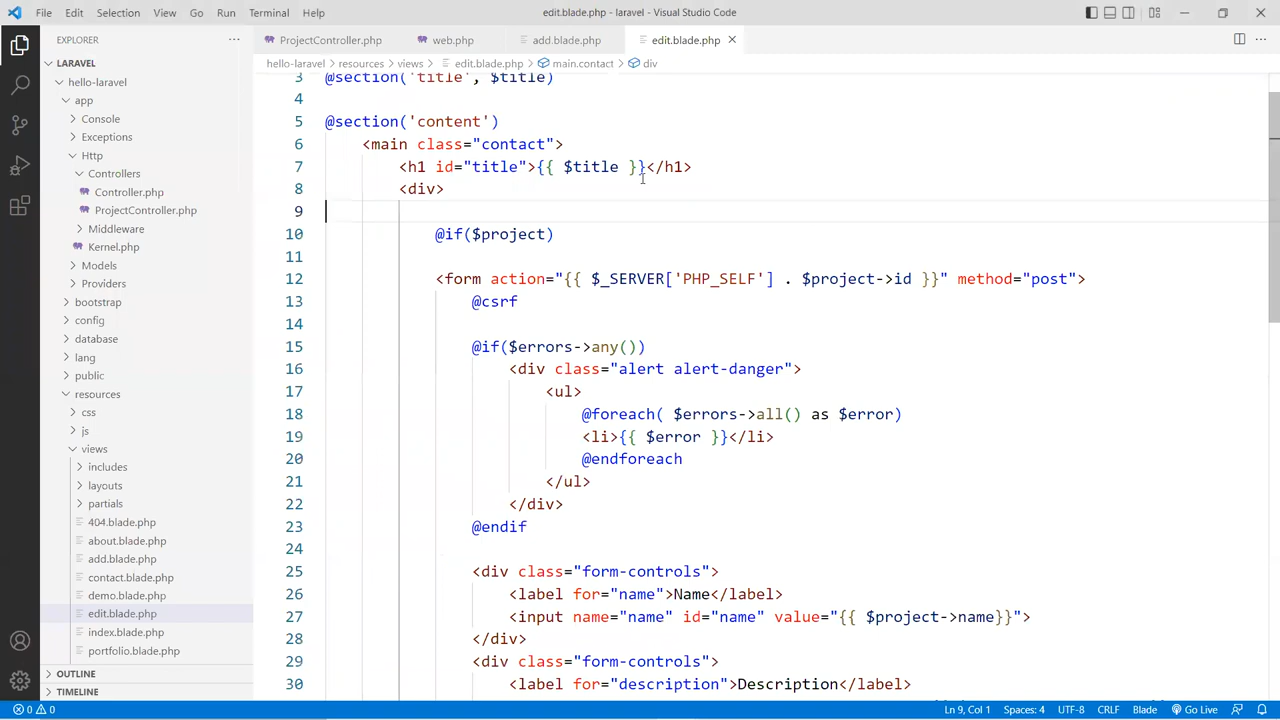 File Edit Selection View Go Run Terminal Help edit.blade.php - laravel - Visual Studio Code
EXPLORER
LARAVEL
hello-laravel
app
Console
Exceptions
Http
Controllers
Controller.php
ProjectController.php
Middleware
Kernel.php
Models
Providers
bootstrap
config
database
lang
public
resources
css
js
views
includes
layouts
partials
404.blade.php
about.blade.php
add.blade.php
contact.blade.php
demo.blade.php
edit.blade.php
index.blade.php
portfolio.blade.php
OUTLINE
TIMELINE
ProjectController.php web.php add.blade.php edit.blade.php
hello-laravel > resources > views > edit.blade.php > main.contact > div
3 @section('title', $title)
4
5 @section('content')
6 <main class="contact">
7 <h1 id="title">{{ $title }}</h1>
8 <div>
9
10 @if($project)
11
12 <form action="{{ $_SERVER['PHP_SELF'] . $project->id }}" method="post">
13 @csrf
14
15 @if($errors->any())
16 <div class="alert alert-danger">
17 <ul>
18 @foreach( $errors->all() as $error)
19 <li>{{ $error }}</li>
20 @endforeach
21 </ul>
22 </div>
23 @endif
24
25 <div class="form-controls">
26 <label for="name">Name</label>
27 <input name="name" id="name" value="{{ $project->name}}">
28 </div>
29 <div class="form-controls">
30 <label for="description">Description</label>
0 0 Ln 9, Col 1 Spaces: 4 UTF-8 CRLF Blade Go Live